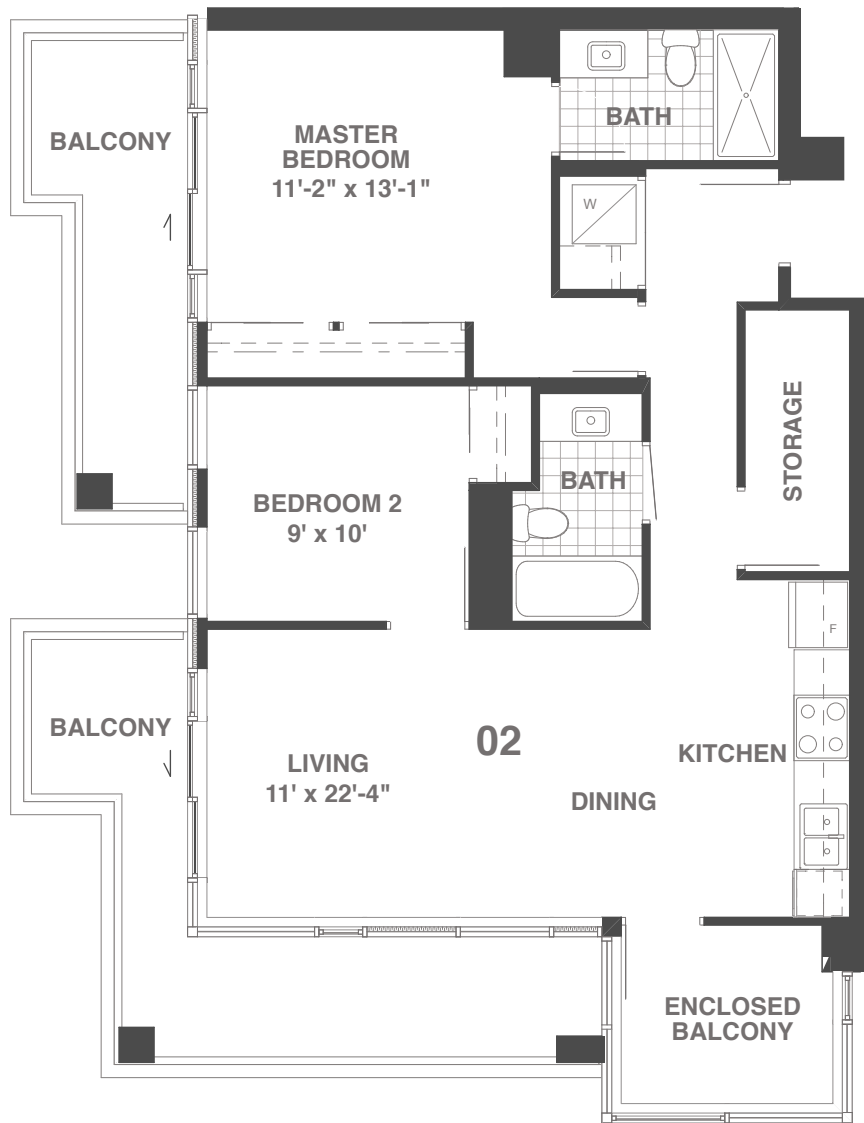 BATH
BALCONY
MASTER
BEDROOM
11'-2" x 13'-1"
W
STORAGE
BATH
BEDROOM 2
9' x 10'
F
BALCONY
02
KITCHEN
LIVING
11' x 22'-4"
DINING
ENCLOSED
BALCONY